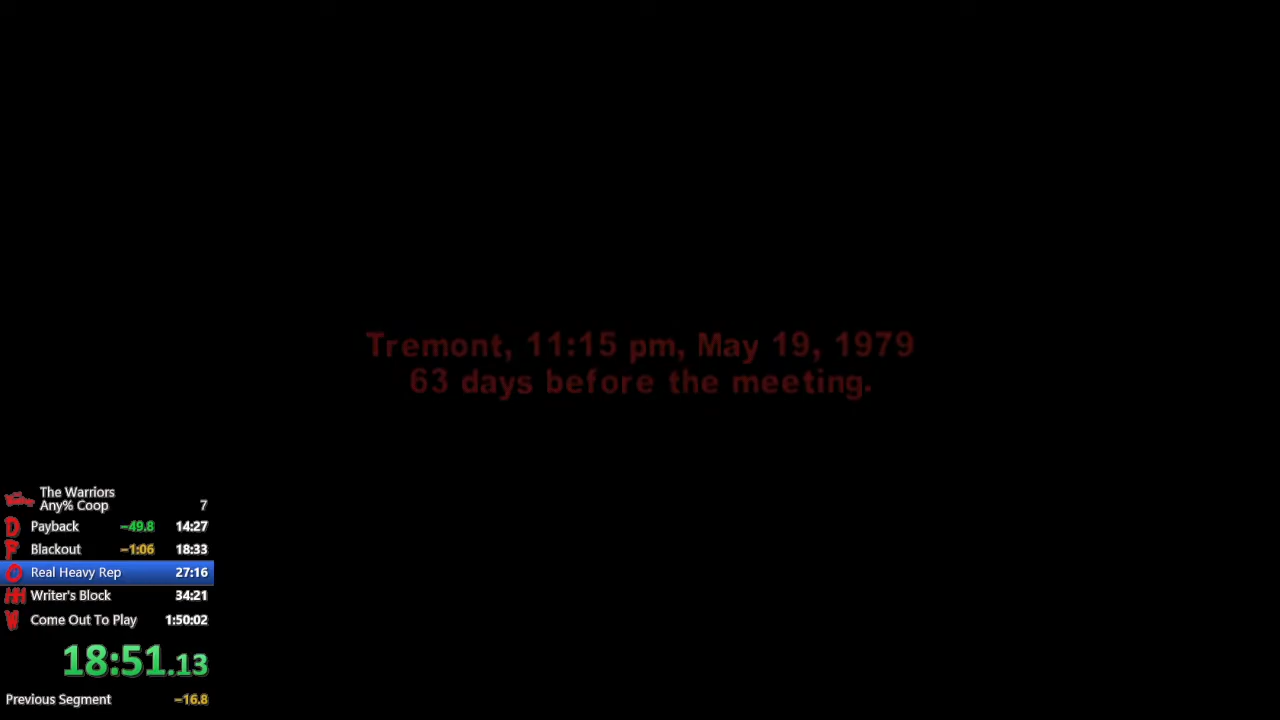 Tremont, 11:15 pm, May 19, 1979
63 days before the meeting.
The Warriors
Any% Coop 7
Payback −49.8 14:27
Blackout −1:06 18:33
Real Heavy Rep 27:16
Writer's Block 34:21
Come Out To Play 1:50:02
18:51.13
Previous Segment −16.8